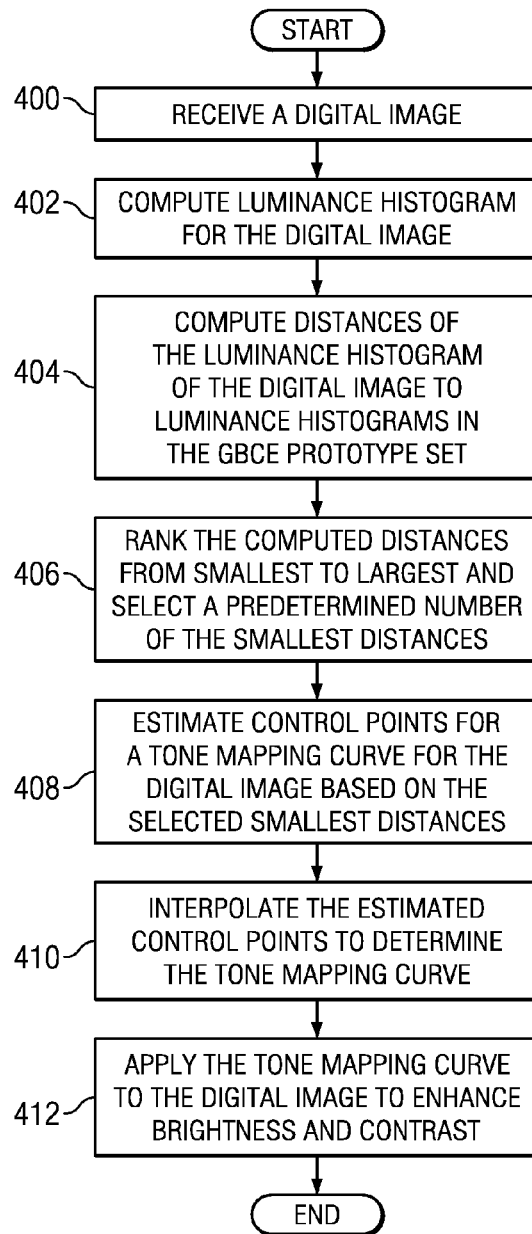 START
400
RECEIVE A DIGITAL IMAGE
402
COMPUTE LUMINANCE HISTOGRAM
FOR THE DIGITAL IMAGE
404
COMPUTE DISTANCES OF
THE LUMINANCE HISTOGRAM
OF THE DIGITAL IMAGE TO
LUMINANCE HISTOGRAMS IN
THE GBCE PROTOTYPE SET
406
RANK THE COMPUTED DISTANCES
FROM SMALLEST TO LARGEST AND
SELECT A PREDETERMINED NUMBER
OF THE SMALLEST DISTANCES
408
ESTIMATE CONTROL POINTS FOR
A TONE MAPPING CURVE FOR THE
DIGITAL IMAGE BASED ON THE
SELECTED SMALLEST DISTANCES
410
INTERPOLATE THE ESTIMATED
CONTROL POINTS TO DETERMINE
THE TONE MAPPING CURVE
412
APPLY THE TONE MAPPING CURVE
TO THE DIGITAL IMAGE TO ENHANCE
BRIGHTNESS AND CONTRAST
END